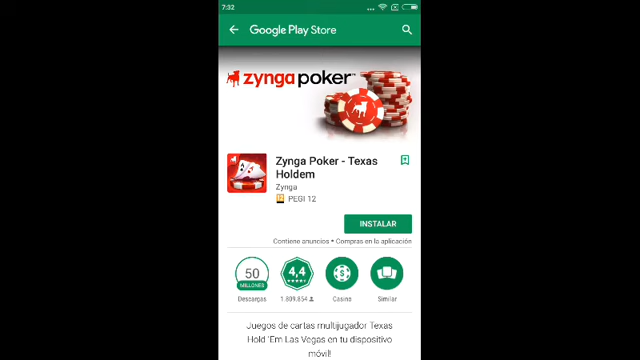 7:32
Google Play Store
zynga poker™
Zynga Poker - Texas
Holdem
Zynga
PEGI 12
INSTALAR
Contiene anuncios • Compras en la aplicación
50
MILLONES
4,4
Descargas
1.809.854
Casino
Similar
Juegos de cartas multijugador Texas
Hold 'Em Las Vegas en tu dispositivo
móvil!